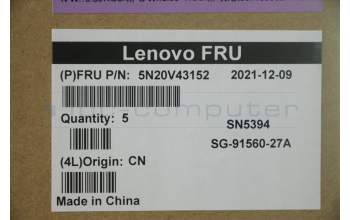 Lenovo FRU
(P)FRU P/N: 5N20V43152 2021-12-09
Quantity: 5
SN5394
SG-91560-27A
(4L)Origin: CN
Made in China